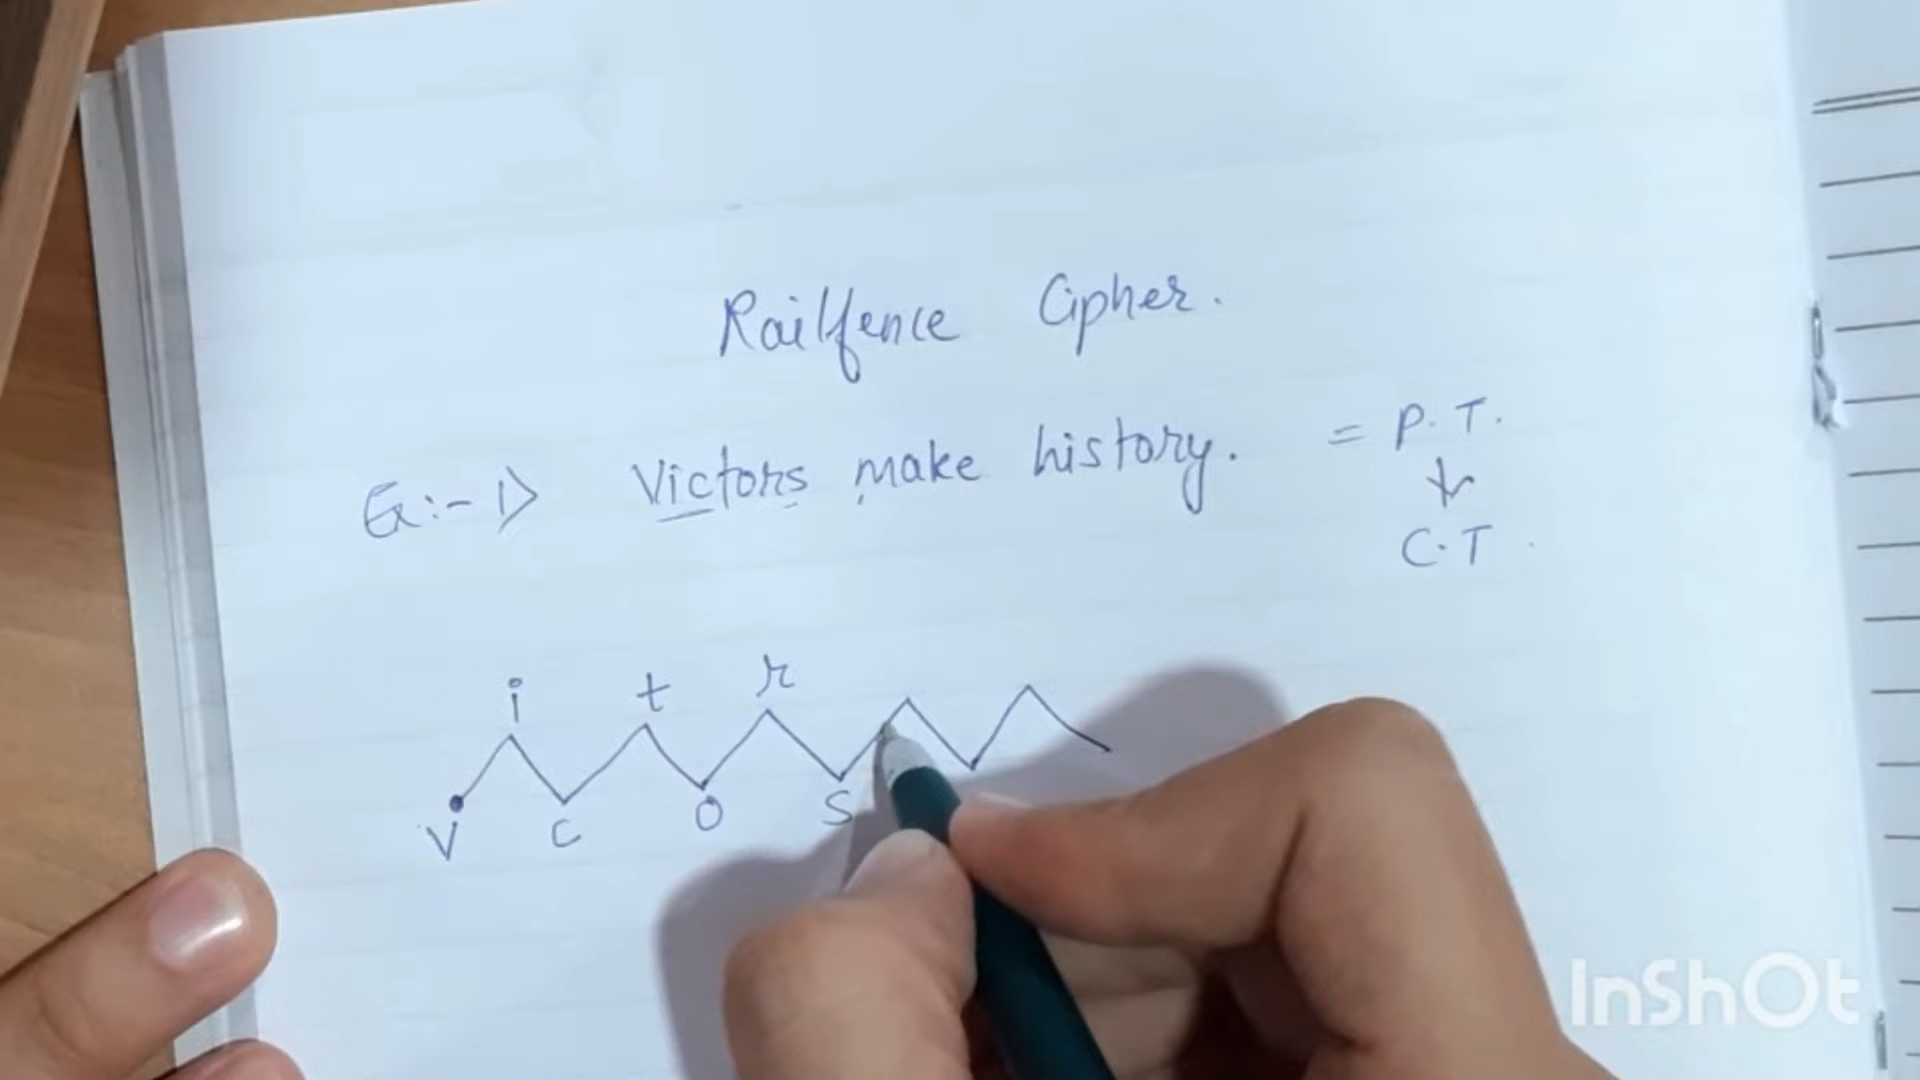 Railfence Cipher.
Ex:-1> Victors make history. = P.T.
C.T
i t r
V C O S
InShOt